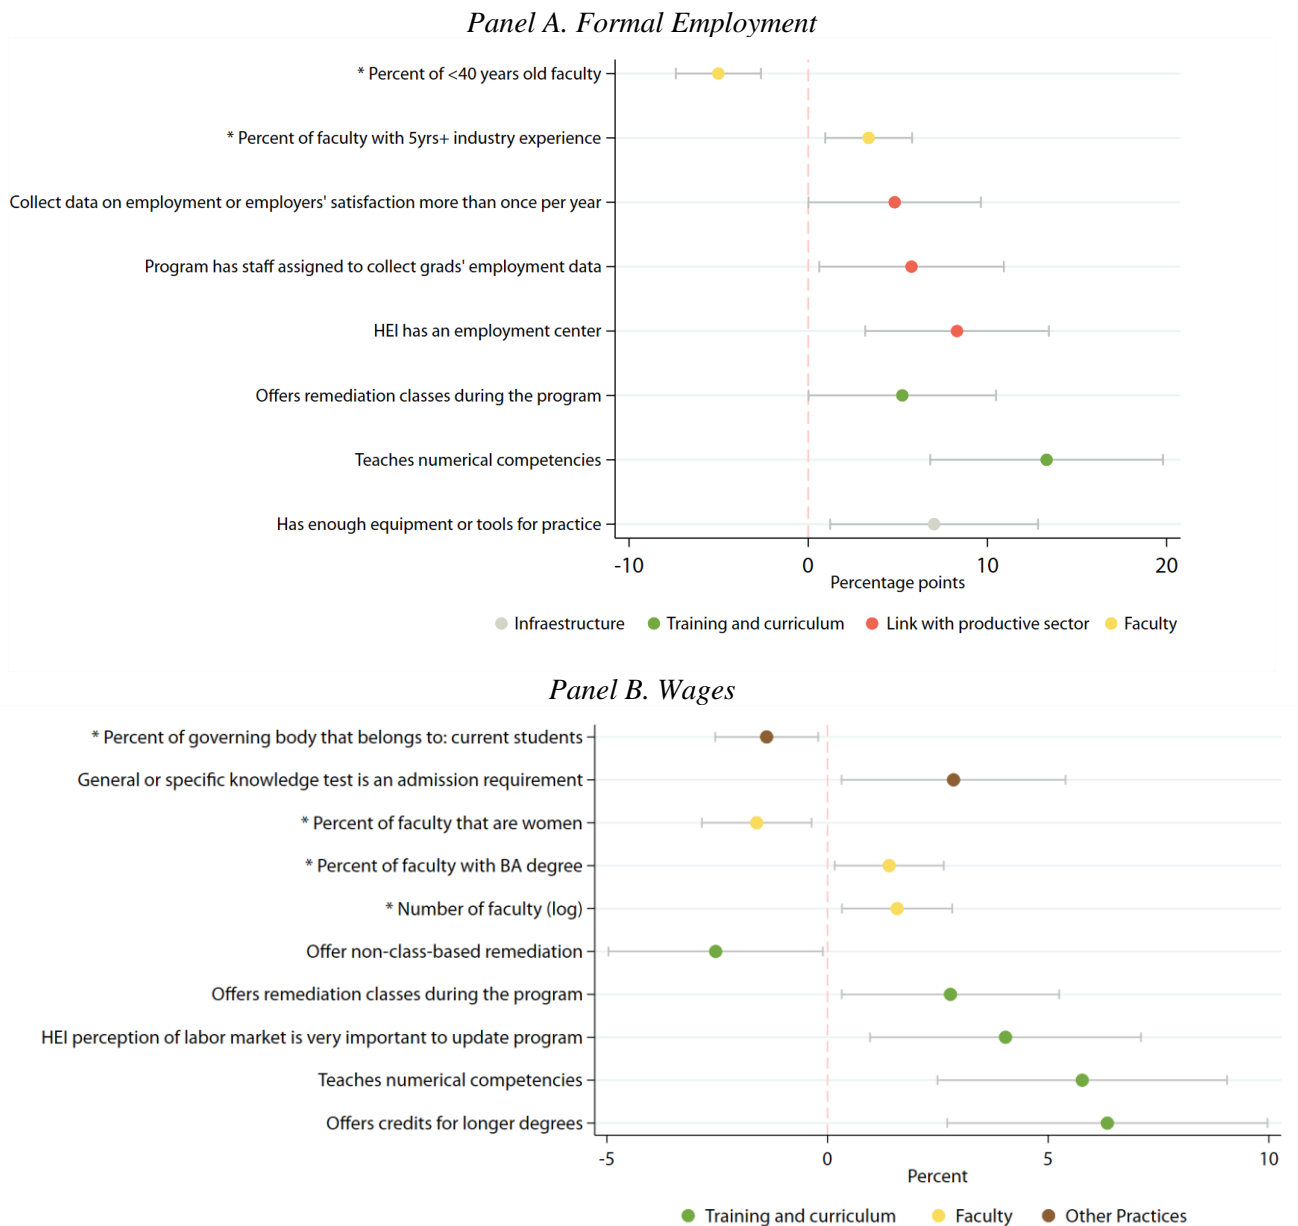 Panel A. Formal Employment
* Percent of <40 years old faculty
* Percent of faculty with 5yrs+ industry experience
Collect data on employment or employers' satisfaction more than once per year
Program has staff assigned to collect grads' employment data
HEI has an employment center
Offers remediation classes during the program
Teaches numerical competencies
Has enough equipment or tools for practice
-10 0 10 20
Percentage points
Infraestructure Training and curriculum Link with productive sector Faculty
Panel B. Wages
* Percent of governing body that belongs to: current students
General or specific knowledge test is an admission requirement
* Percent of faculty that are women
* Percent of faculty with BA degree
* Number of faculty (log)
Offer non-class-based remediation
Offers remediation classes during the program
HEI perception of labor market is very important to update program
Teaches numerical competencies
Offers credits for longer degrees
-5 0 5 10
Percent
Training and curriculum Faculty Other Practices